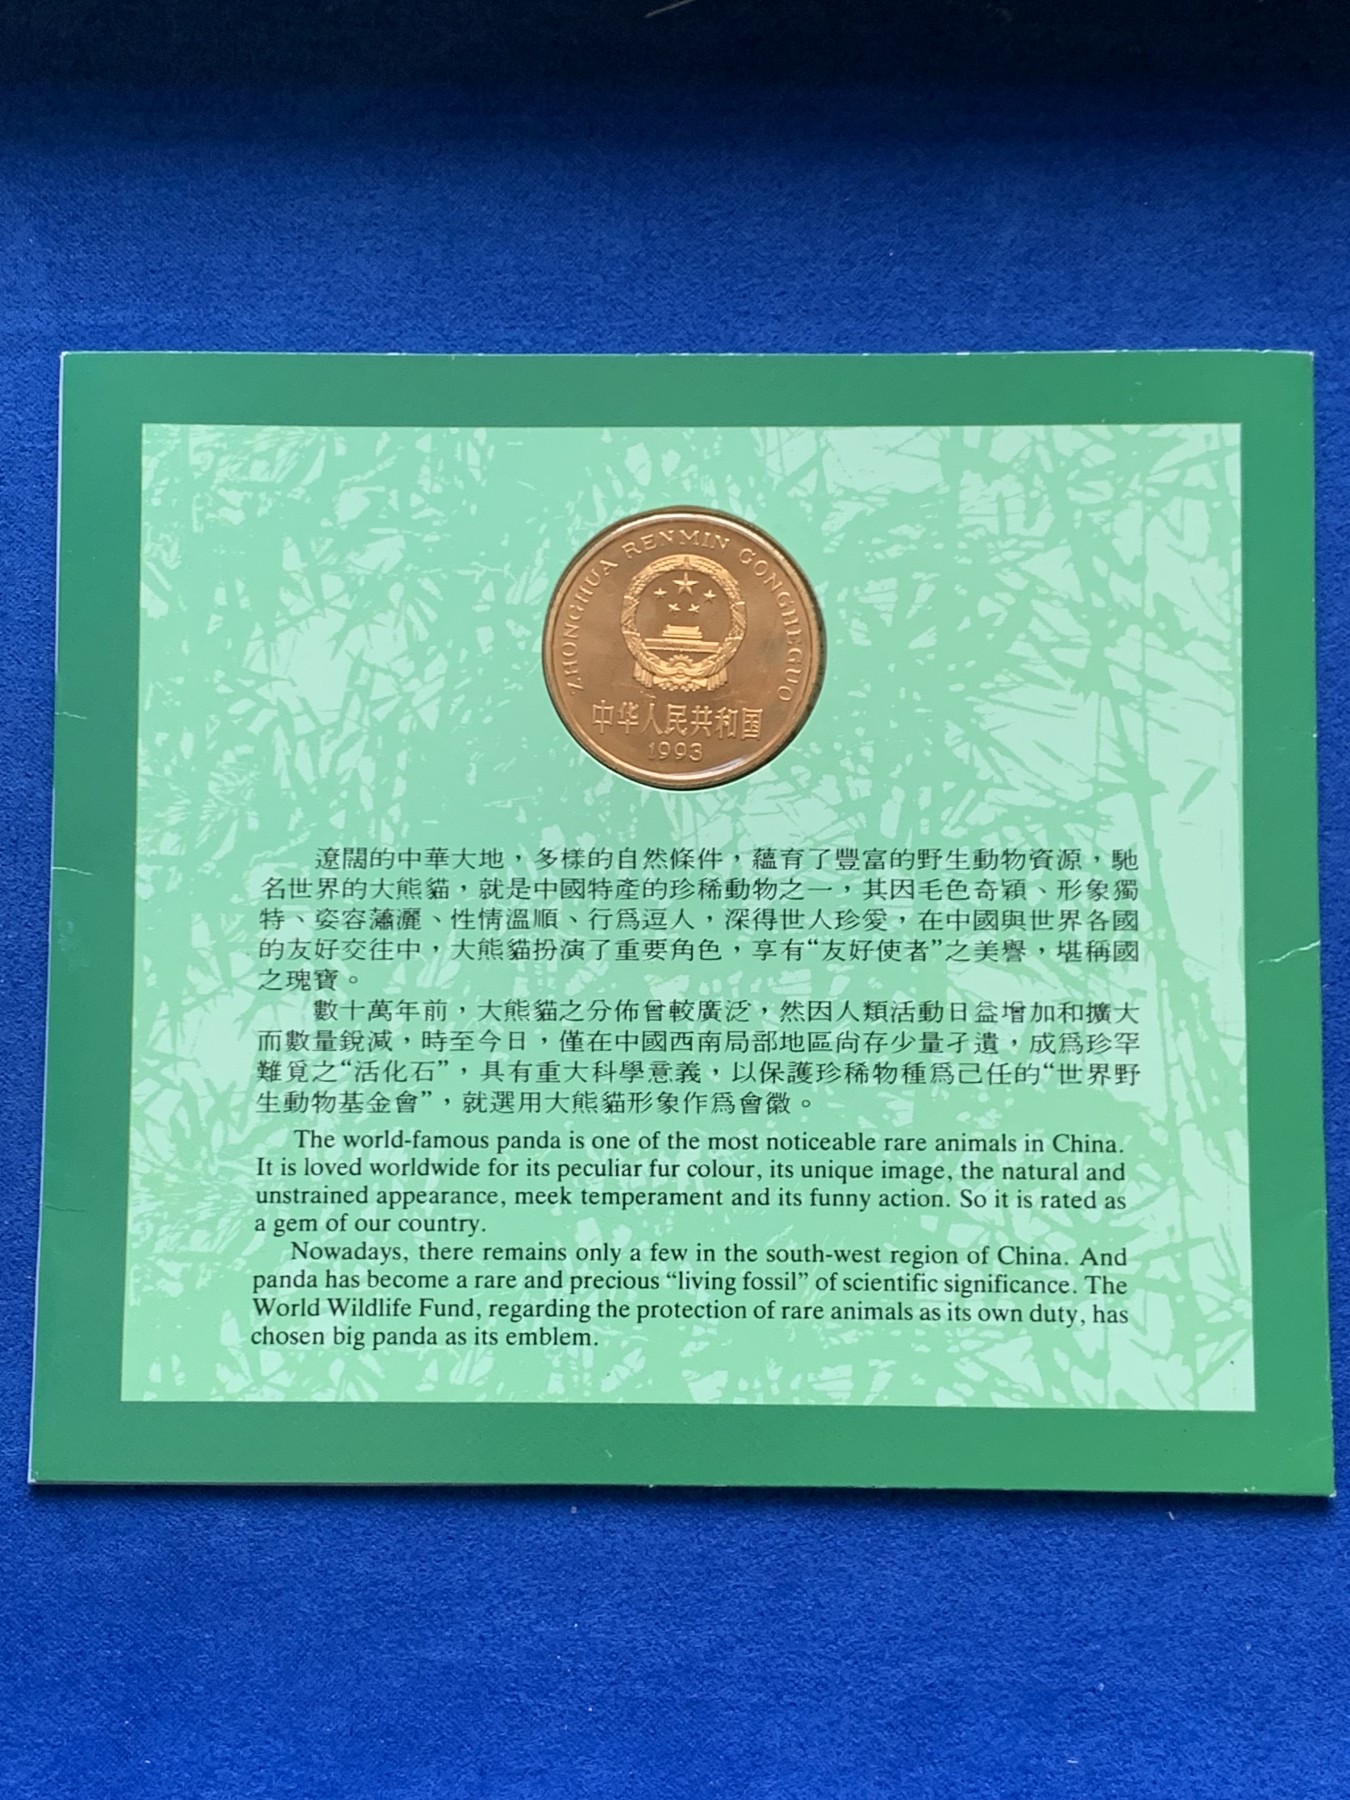 ZHONGHUA RENMIN GONGHEGUO
中华人民共和国
1993
遼闊的中華大地，多樣的自然條件，蘊育了豐富的野生動物資源，馳
名世界的大熊貓，就是中國特產的珍稀動物之一，其因毛色奇穎、形象獨
特、姿容瀟灑、性情溫順、行爲逗人，深得世人珍愛，在中國與世界各國
的友好交往中，大熊貓扮演了重要角色，享有“友好使者”之美譽，堪稱國
之瑰寶。
數十萬年前，大熊貓之分佈曾較廣泛，然因人類活動日益增加和擴大
而數量銳減，時至今日，僅在中國西南局部地區尙存少量孑遺，成爲珍罕
難覓之“活化石”，具有重大科學意義，以保護珍稀物種爲己任的“世界野
生動物基金會”，就選用大熊貓形象作爲會徽。
The world-famous panda is one of the most noticeable rare animals in China.
It is loved worldwide for its peculiar fur colour, its unique image, the natural and
unstrained appearance, meek temperament and its funny action. So it is rated as
a gem of our country.
Nowadays, there remains only a few in the south-west region of China. And
panda has become a rare and precious “living fossil” of scientific significance. The
World Wildlife Fund, regarding the protection of rare animals as its own duty, has
chosen big panda as its emblem.